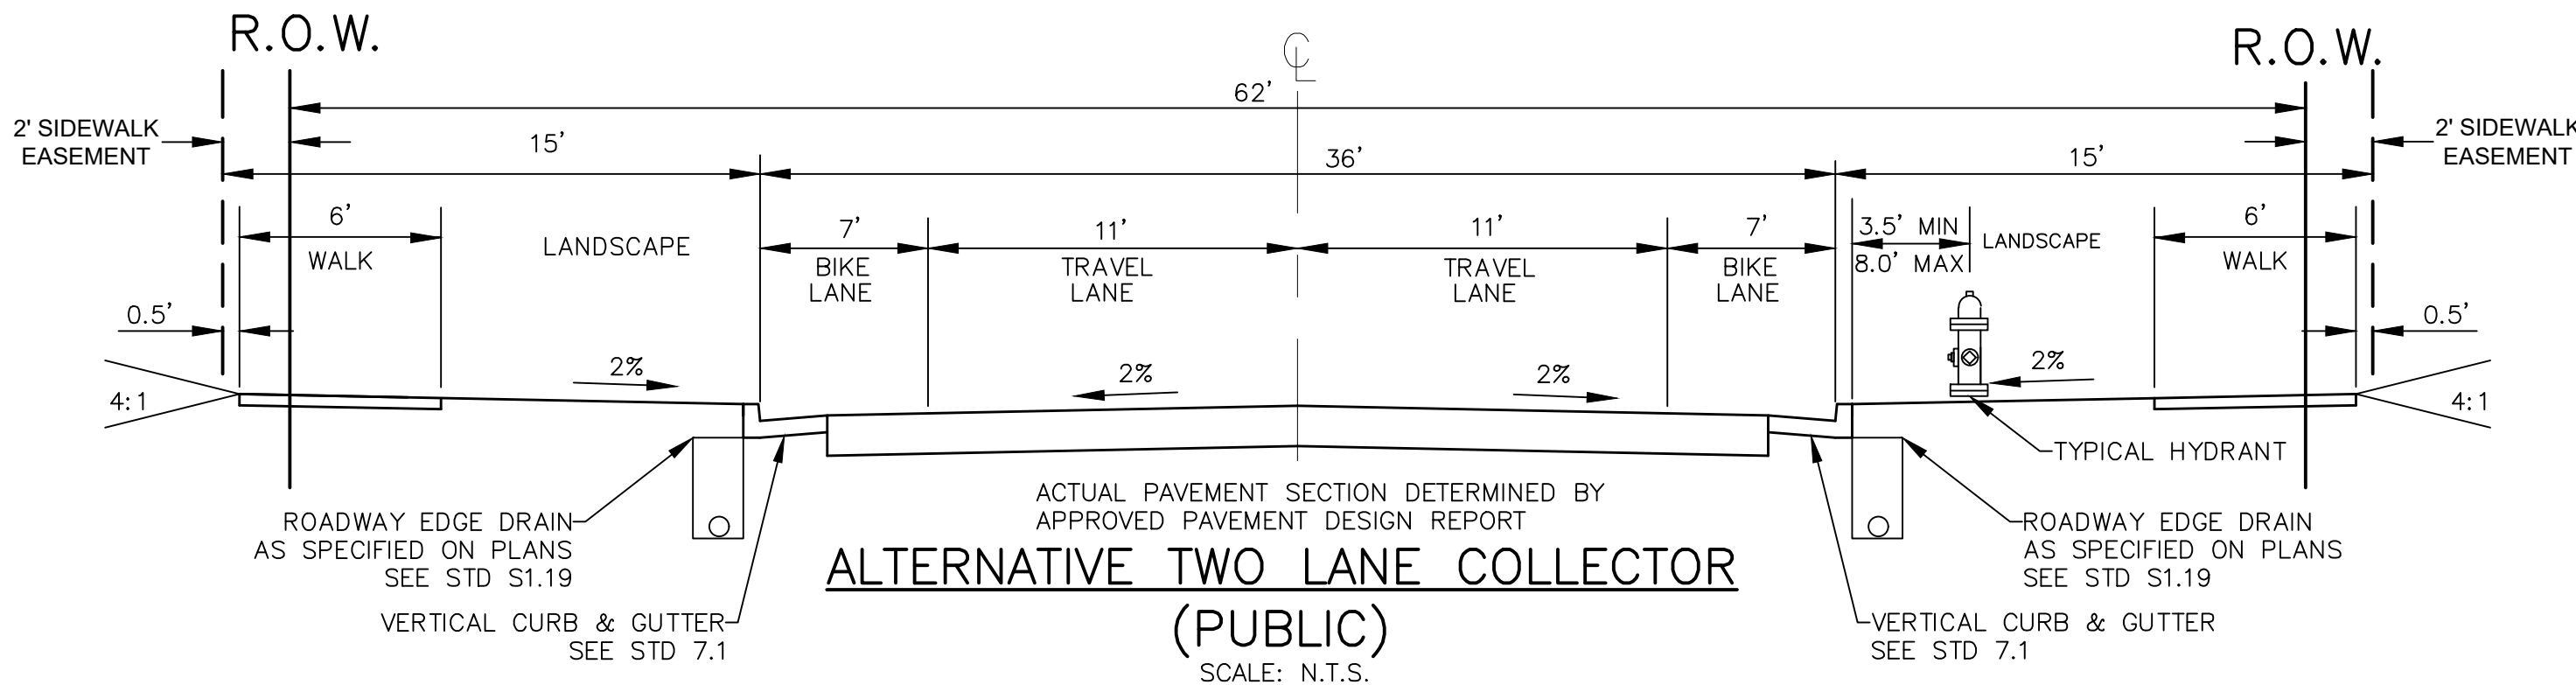 R.O.W.
R.O.W.
℄
62'
2' SIDEWALK
EASEMENT
2' SIDEWALK
EASEMENT
15'
36'
15'
6'
WALK
LANDSCAPE
7'
BIKE
LANE
11'
TRAVEL
LANE
11'
TRAVEL
LANE
7'
BIKE
LANE
3.5' MIN
8.0' MAX
LANDSCAPE
6'
WALK
0.5'
0.5'
4:1
2%
2%
2%
2%
4:1
TYPICAL HYDRANT
ROADWAY EDGE DRAIN
AS SPECIFIED ON PLANS
SEE STD S1.19
VERTICAL CURB & GUTTER
SEE STD 7.1
ACTUAL PAVEMENT SECTION DETERMINED BY
APPROVED PAVEMENT DESIGN REPORT
ROADWAY EDGE DRAIN
AS SPECIFIED ON PLANS
SEE STD S1.19
VERTICAL CURB & GUTTER
SEE STD 7.1
ALTERNATIVE TWO LANE COLLECTOR
(PUBLIC)
SCALE: N.T.S.